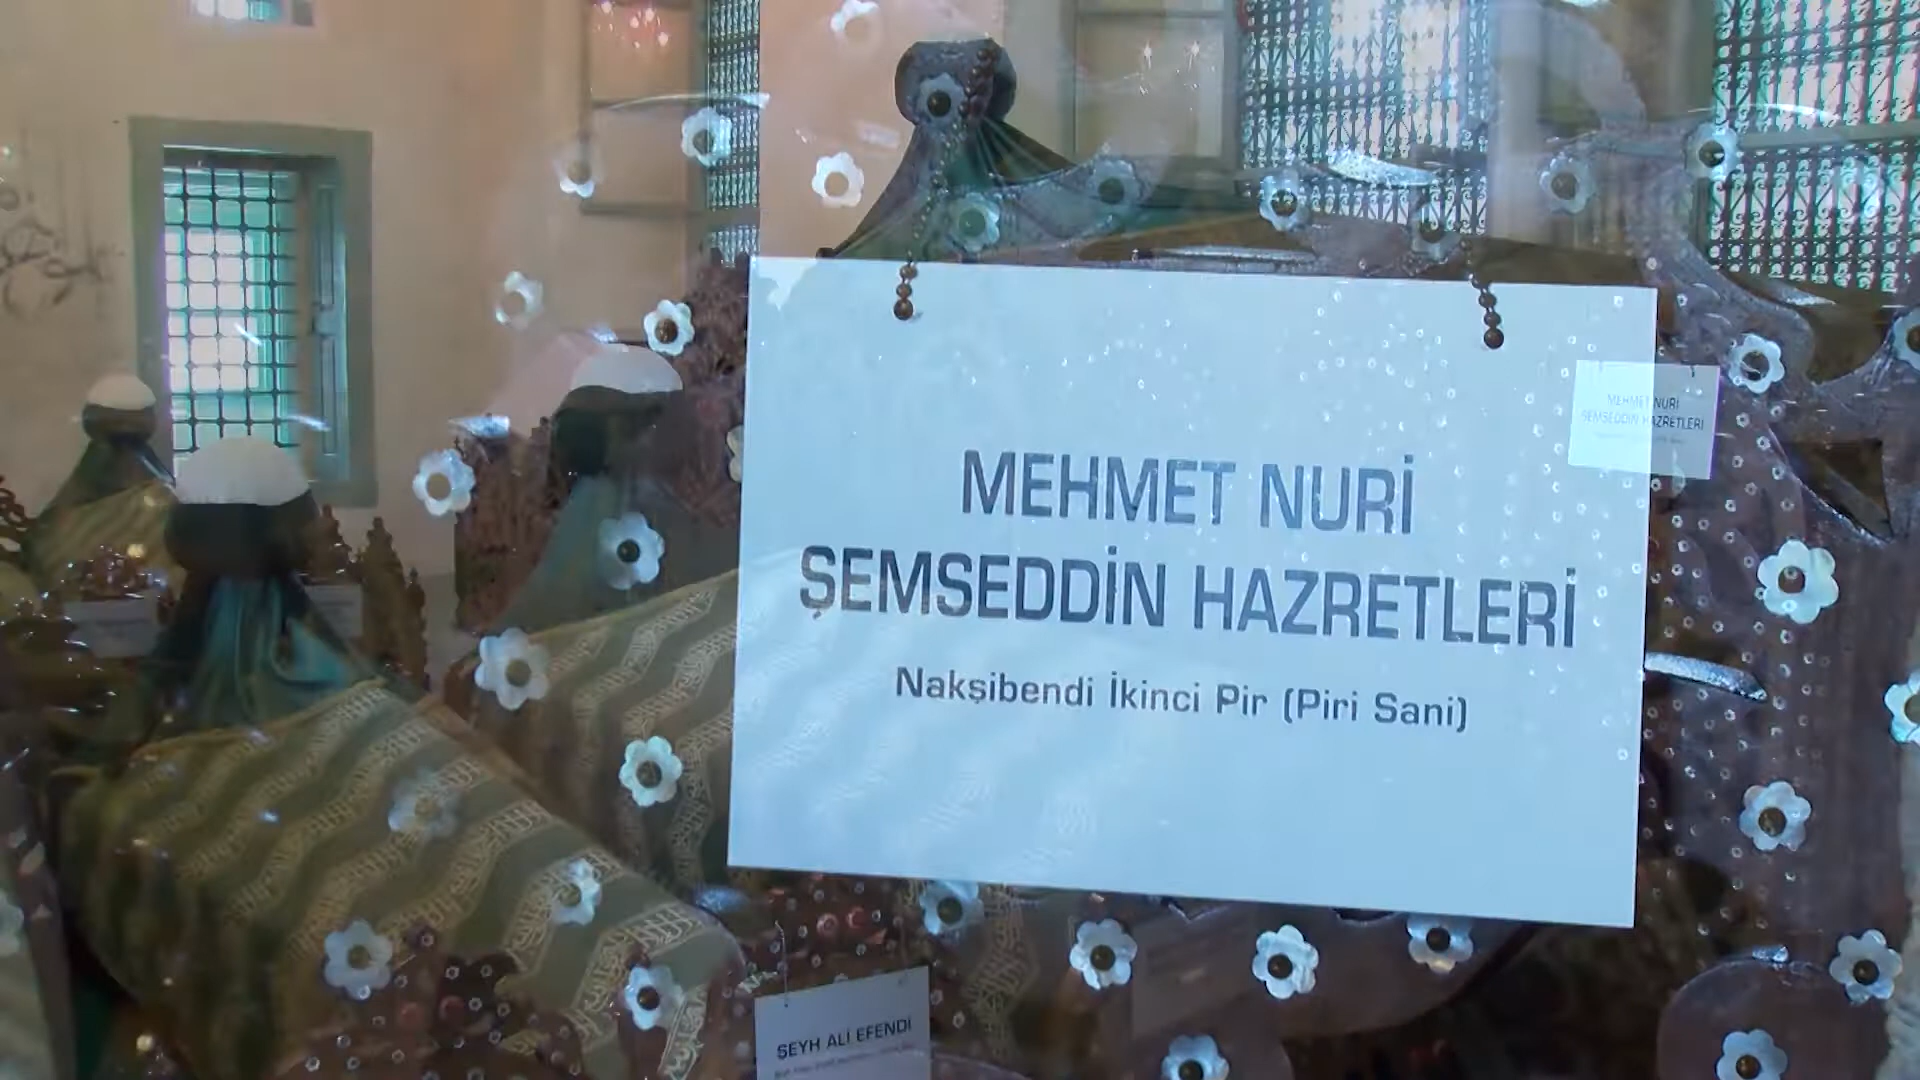 MEHMET NURİ
ŞEMSEDDİN HAZRETLERİ
Nakşibendi İkinci Pir (Piri Sani)
MEHMET NURİ
ŞEMSEDDİN HAZRETLERİ
ŞEYH ALİ EFENDİ